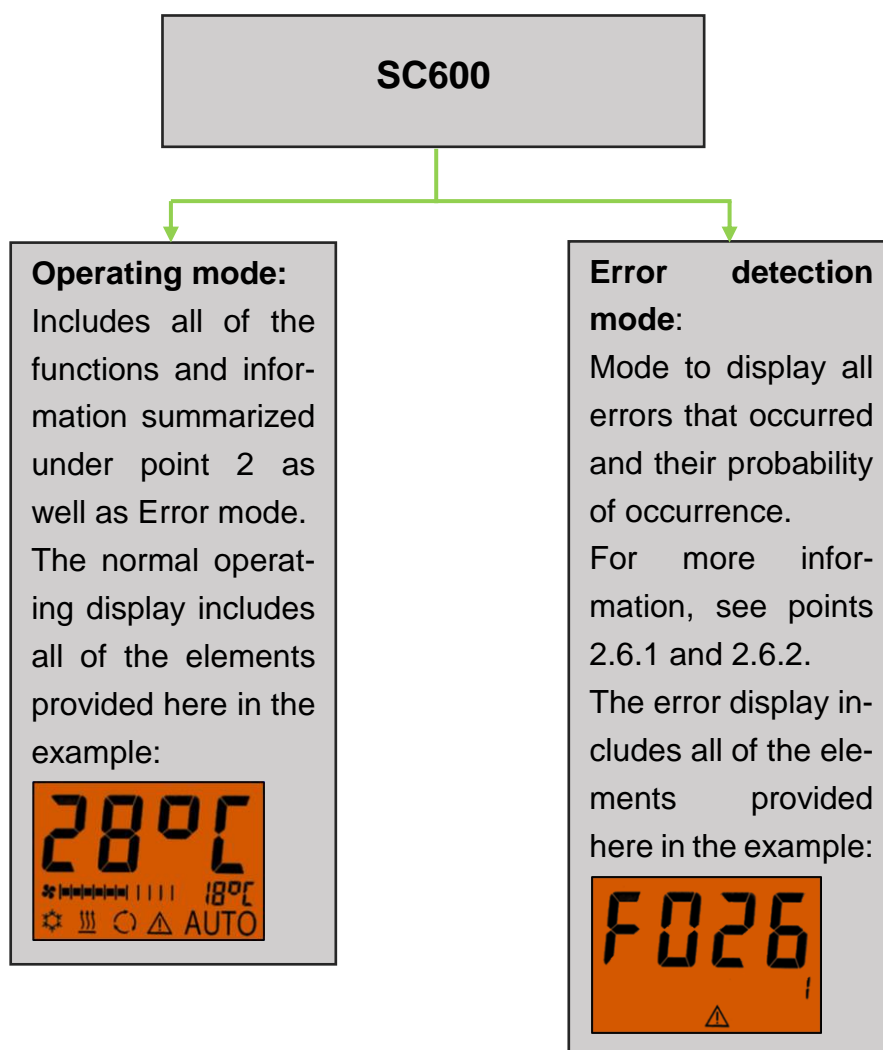 SC600
Operating mode:
Includes all of the
functions and infor-
mation summarized
under point 2 as
well as Error mode.
The normal operat-
ing display includes
all of the elements
provided here in the
example:
28°C
18°C
AUTO
Error detection
mode:
Mode to display all
errors that occurred
and their probability
of occurrence.
For more infor-
mation, see points
2.6.1 and 2.6.2.
The error display in-
cludes all of the ele-
ments provided
here in the example:
F026
1